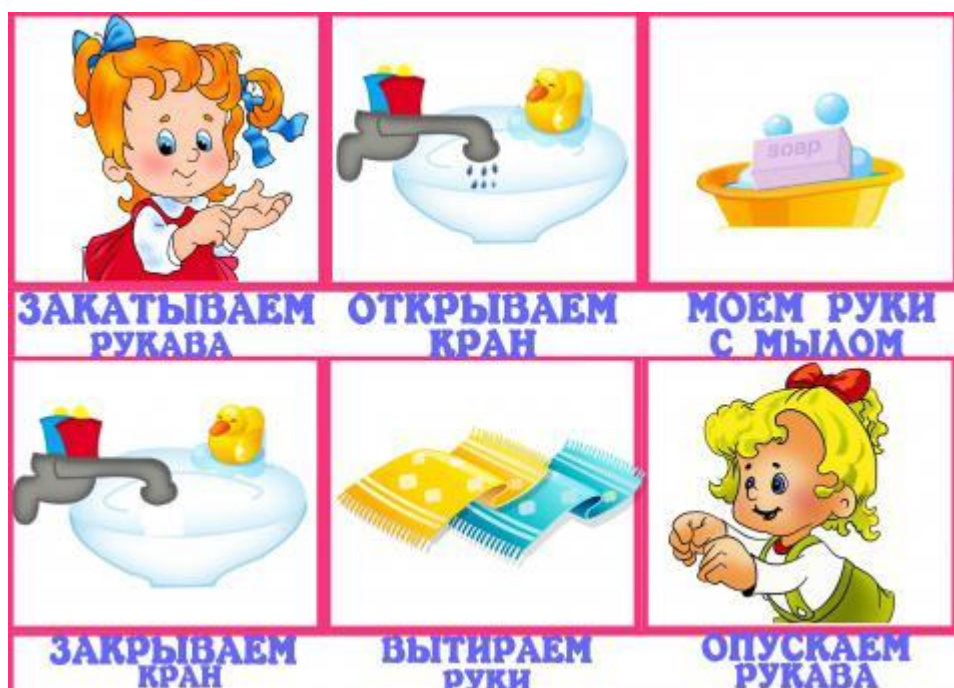 soap
ЗАКАТЫВАЕМ
РУКАВА
ОТКРЫВАЕМ
КРАН
МОЕМ РУКИ
С МЫЛОМ
ЗАКРЫВАЕМ
КРАН
ВЫТИРАЕМ
РУКИ
ОПУСКАЕМ
РУКАВА